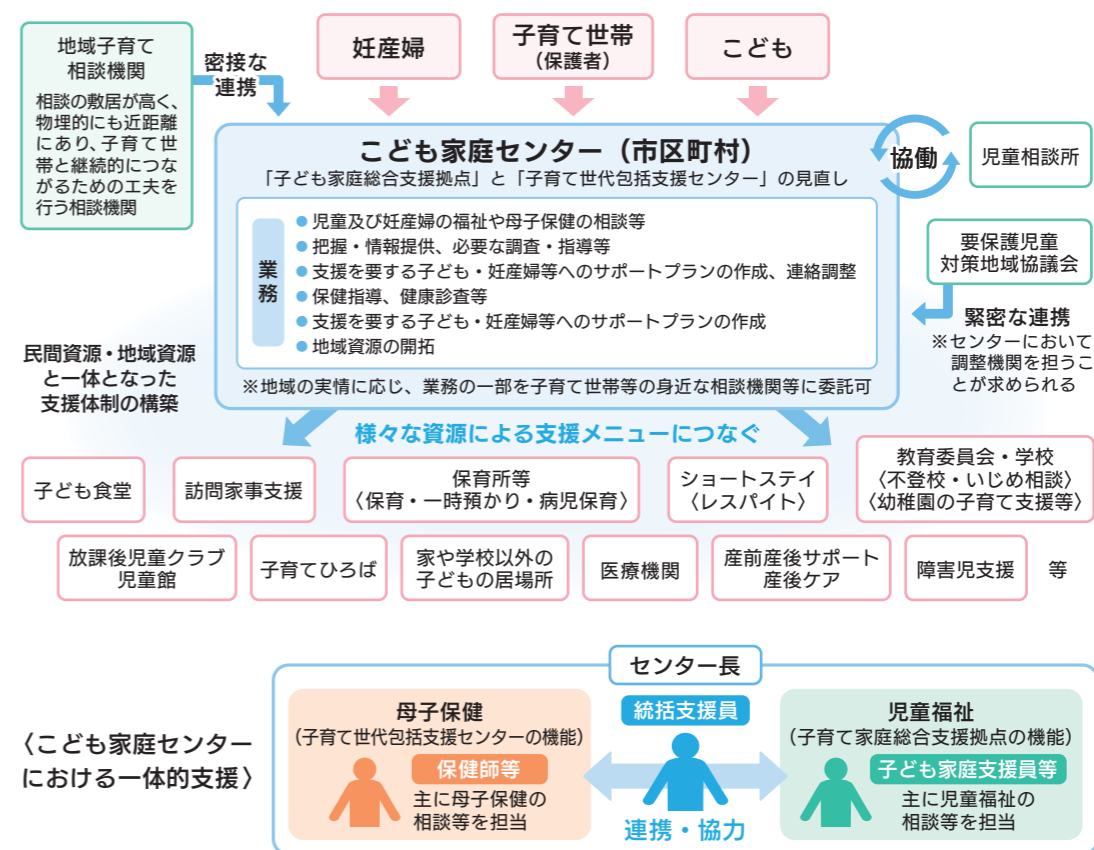 地域子育て
相談機関
相談の敷居が高く、
物理的にも近距離
にあり、子育て世
帯と継続的につな
がるための工夫を
行う相談機関
密接な
連携
妊産婦
子育て世帯
（保護者）
こども
こども家庭センター（市区町村）
「子ども家庭総合支援拠点」と「子育て世代包括支援センター」の見直し
協働
児童相談所
業務
●児童及び妊産婦の福祉や母子保健の相談等
●把握・情報提供、必要な調査・指導等
●支援を要する子ども・妊産婦等へのサポートプランの作成、連絡調整
●保健指導、健康診査等
●支援を要する子ども・妊産婦等へのサポートプランの作成
●地域資源の開拓
※地域の実情に応じ、業務の一部を子育て世帯等の身近な相談機関等に委託可
要保護児童
対策地域協議会
緊密な連携
※センターにおいて
調整機関を担うこ
とが求められる
民間資源・地域資源
と一体となった
支援体制の構築
様々な資源による支援メニューにつなぐ
子ども食堂
訪問家事支援
保育所等
〈保育・一時預かり・病児保育〉
ショートステイ
〈レスパイト〉
教育委員会・学校
〈不登校・いじめ相談〉
〈幼稚園の子育て支援等〉
放課後児童クラブ
児童館
子育てひろば
家や学校以外の
子どもの居場所
医療機関
産前産後サポート
産後ケア
障害児支援
等
〈こども家庭センター
における一体的支援〉
センター長
統括支援員
母子保健
（子育て世代包括支援センターの機能）
保健師等
主に母子保健の
相談等を担当
連携・協力
児童福祉
（子育て家庭総合支援拠点の機能）
子ども家庭支援員等
主に児童福祉の
相談等を担当